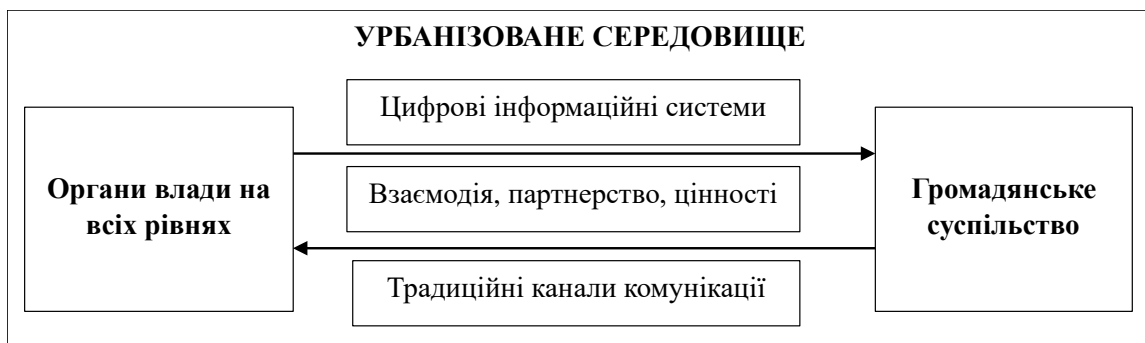 УРБАНІЗОВАНЕ СЕРЕДОВИЩЕ
Цифрові інформаційні системи
Органи влади на
всіх рівнях
Взаємодія, партнерство, цінності
Громадянське
суспільство
Традиційні канали комунікації